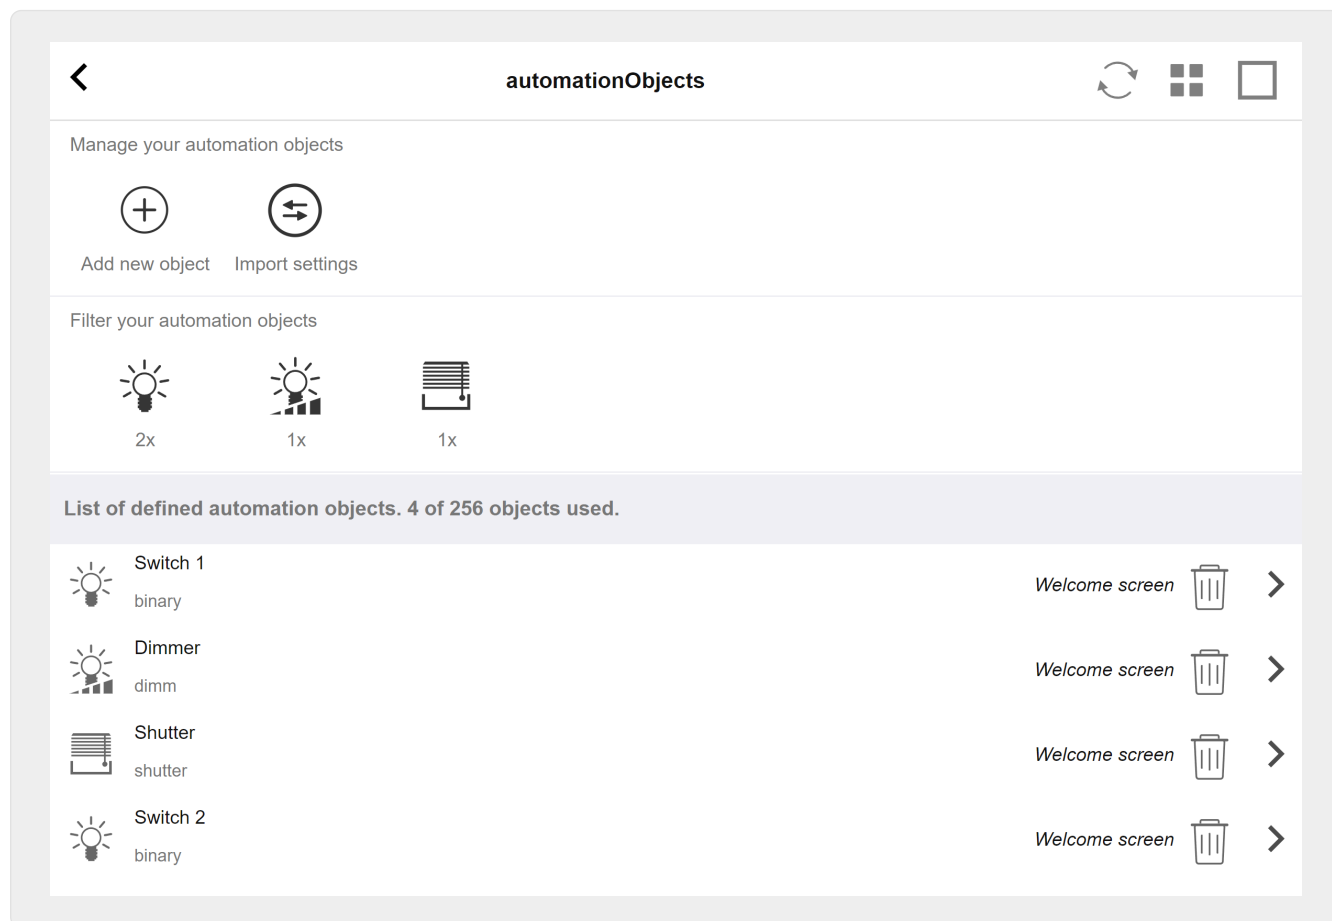 automationObjects
Manage your automation objects
Add new object
Import settings
Filter your automation objects
2x
1x
1x
List of defined automation objects. 4 of 256 objects used.
Switch 1
binary
Welcome screen
Dimmer
dimm
Welcome screen
Shutter
shutter
Welcome screen
Switch 2
binary
Welcome screen